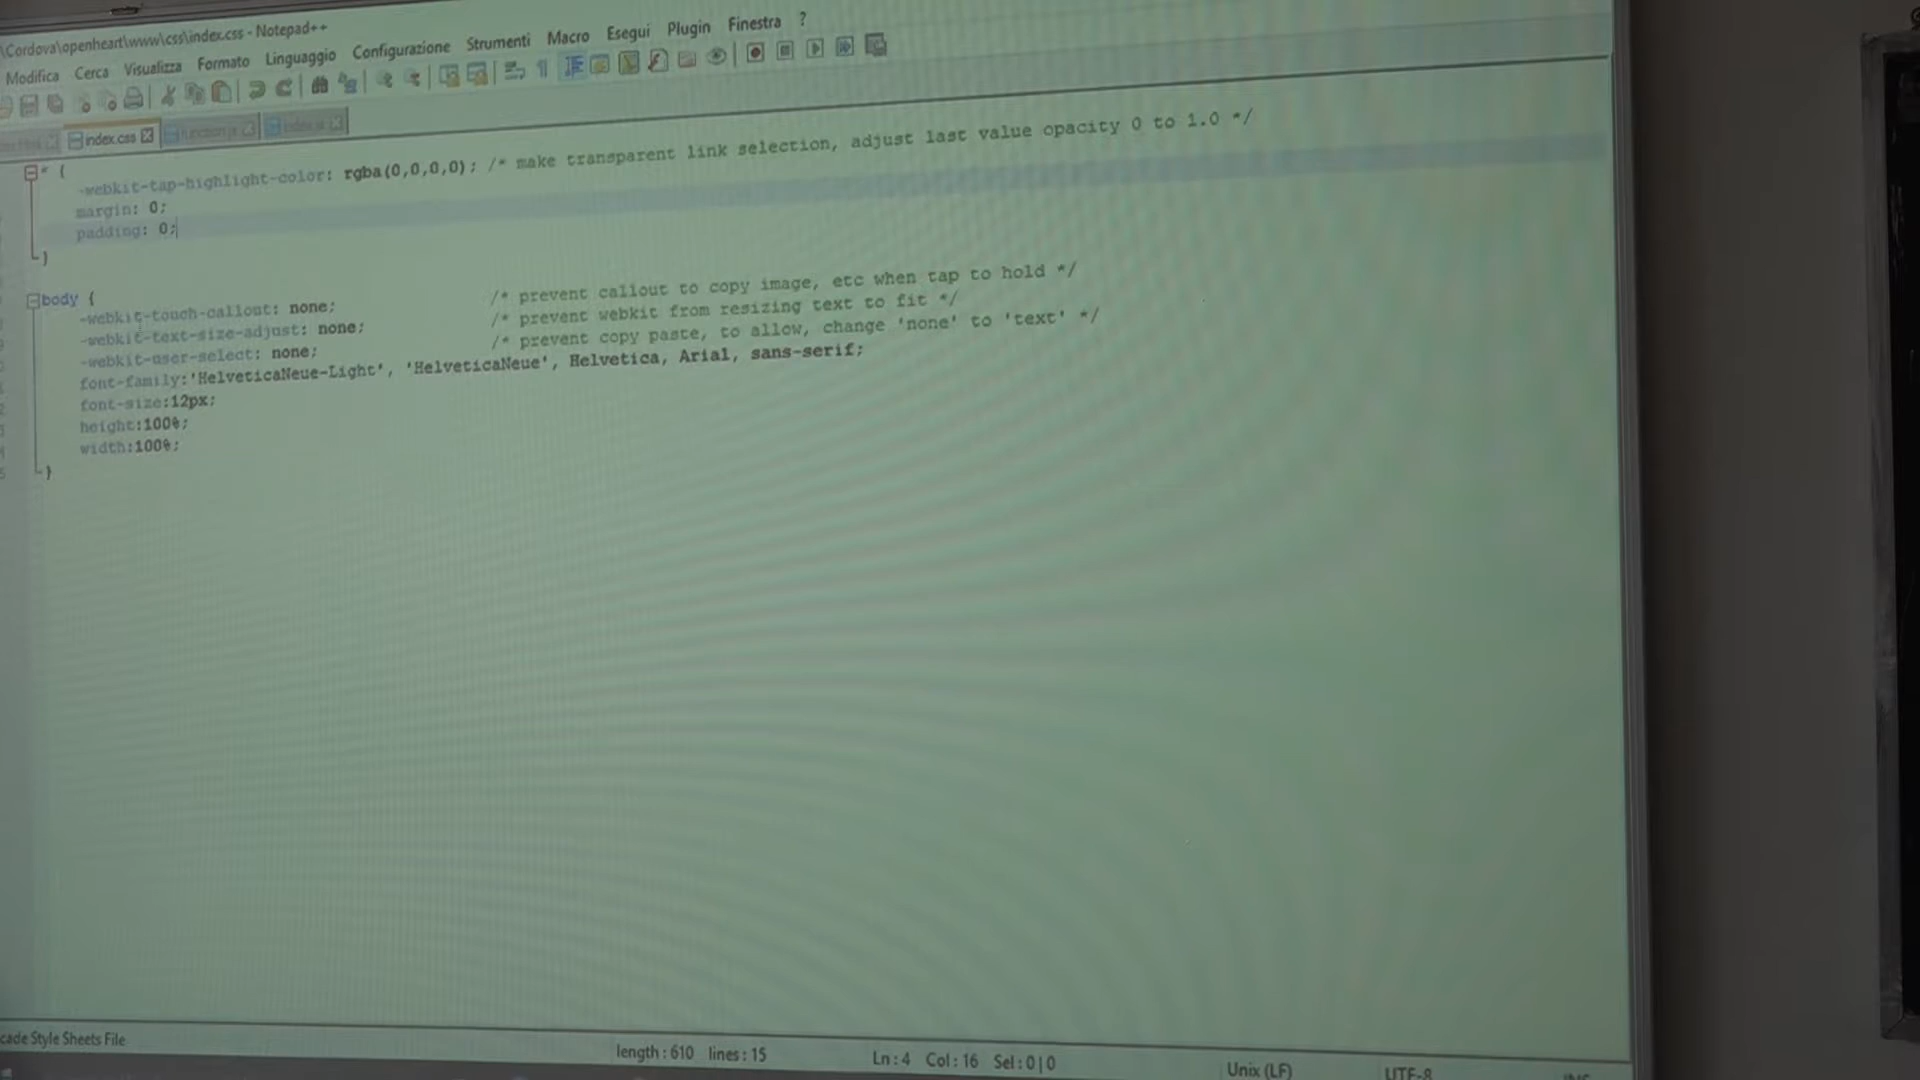 \Cordova\openheart\www\css\index.css - Notepad++
Modifica Cerca Visualizza Formato Linguaggio Configurazione Strumenti Macro Esegui Plugin Finestra ?
index.css function.js
* {
-webkit-tap-highlight-color: rgba(0,0,0,0); /* make transparent link selection, adjust last value opacity 0 to 1.0 */
margin: 0;
padding: 0;
}
body {
-webkit-touch-callout: none; /* prevent callout to copy image, etc when tap to hold */
-webkit-text-size-adjust: none; /* prevent webkit from resizing text to fit */
-webkit-user-select: none; /* prevent copy paste, to allow, change 'none' to 'text' */
font-family:'HelveticaNeue-Light', 'HelveticaNeue', Helvetica, Arial, sans-serif;
font-size:12px;
height:100%;
width:100%;
}
cade Style Sheets File length : 610 lines : 15 Ln : 4 Col : 16 Sel : 0 | 0 Unix (LF) UTF-8